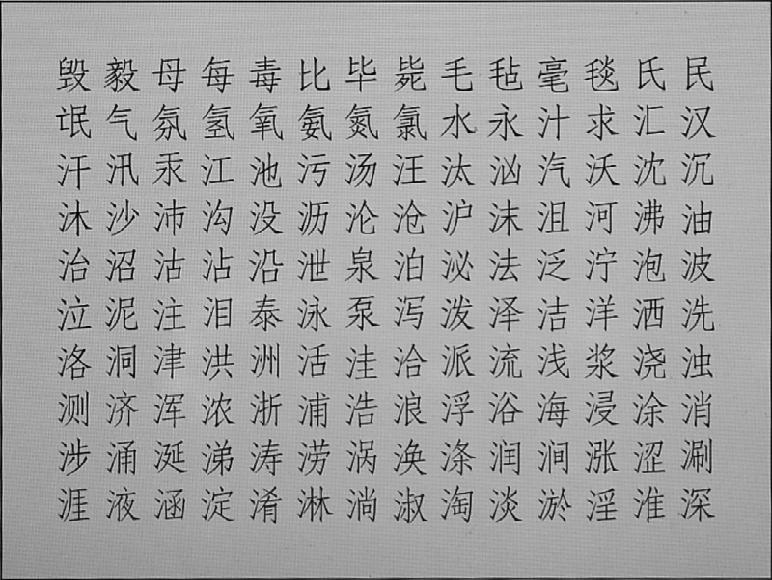 毁毅母每毒比毕毙毛毡毫毯氏民
氓气氛氢氧氨氮氯水永汁求汇汉
汗汛汞江池污汤汪汰汹汽沃沈沉
沐沙沛沟没沥沦沧沪沫沮河沸油
治沼沽沾沿泄泉泊泌法泛泞泡波
泣泥注泪泰泳泵泻泼泽洁洋洒洗
洛洞津洪洲活洼洽派流浅浆浇浊
测济浑浓浙浦浩浪浮浴海浸涂消
涉涌涎涕涛涝涡涣涤润涧涨涩涮
涯液涵淀淆淋淌淑淘淡淤淫淮深